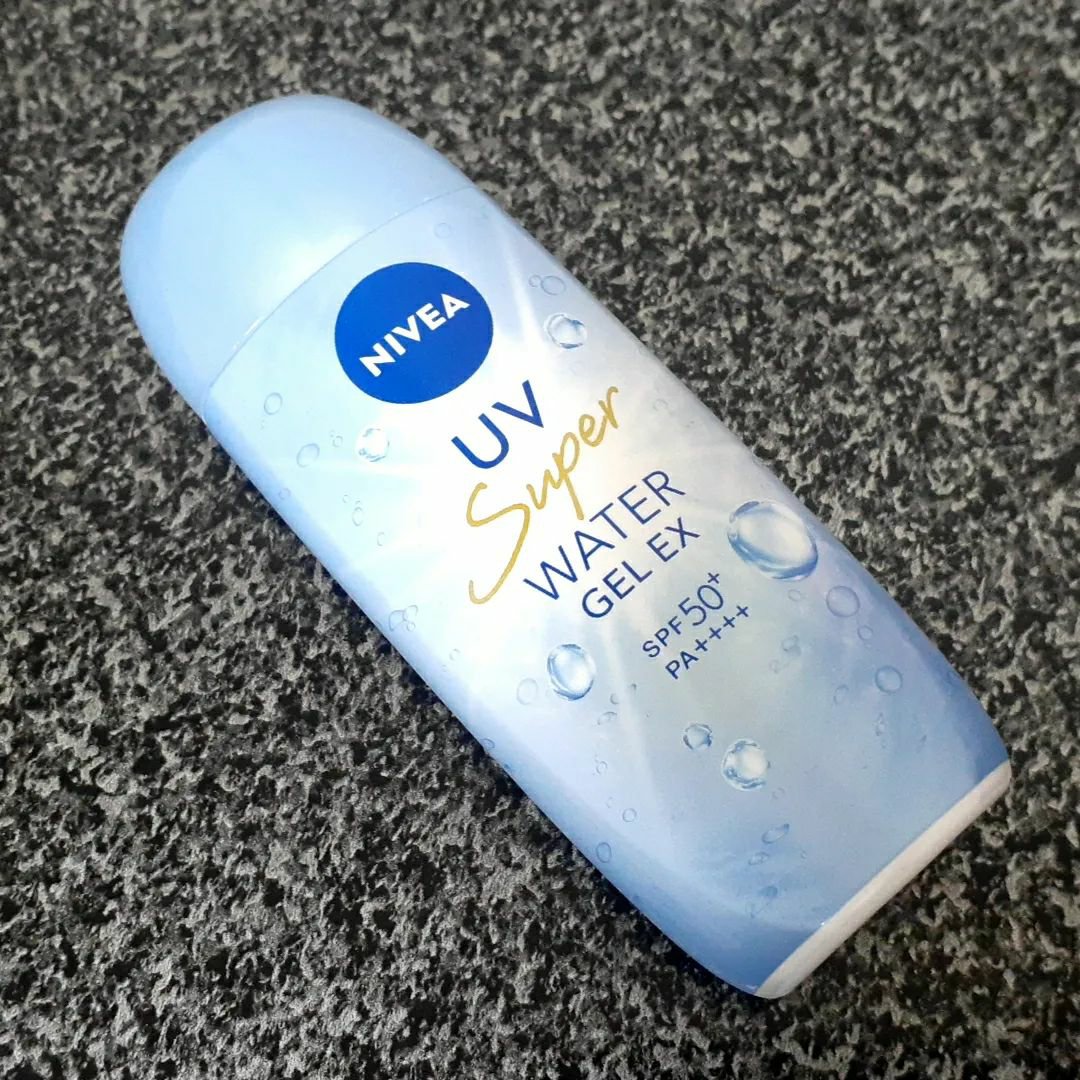 NIVEA
UV
Super
WATER
GEL EX
SPF50+
PA++++